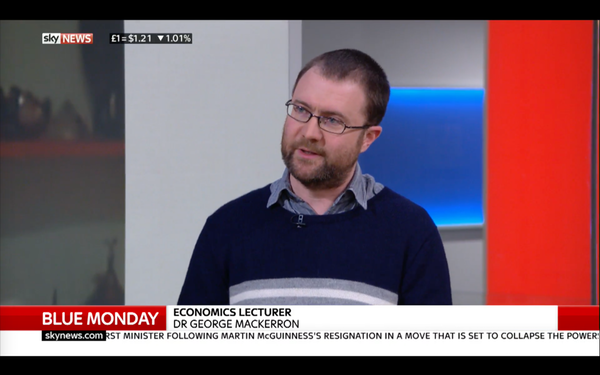 sky NEWS
£1 = $1.21 ▼1.01%
BLUE MONDAY
ECONOMICS LECTURER
DR GEORGE MACKERRON
skynews.com
RST MINISTER FOLLOWING MARTIN McGUINNESS'S RESIGNATION IN A MOVE THAT IS SET TO COLLAPSE THE POWERS